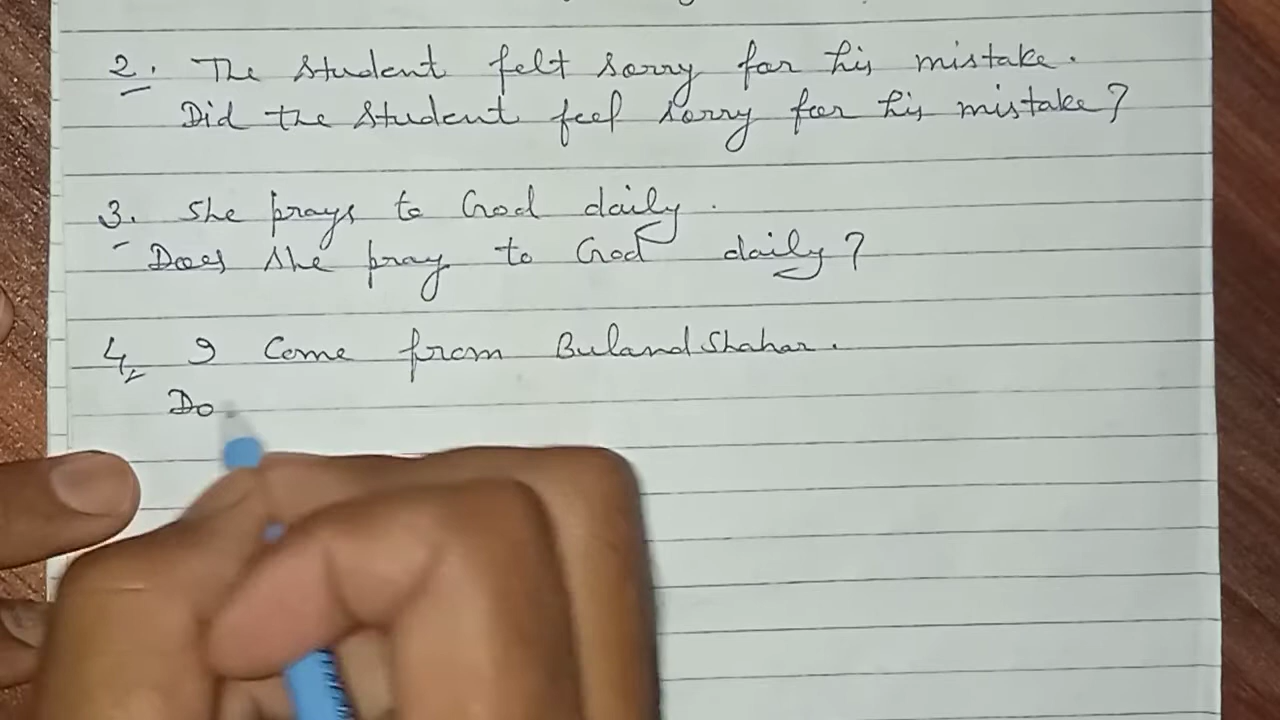 2. The student felt sorry for his mistake.
Did the student feel sorry for his mistake?
3. She prays to God daily.
Does she pray to God daily?
4. I Come from BulandShahar.
Do